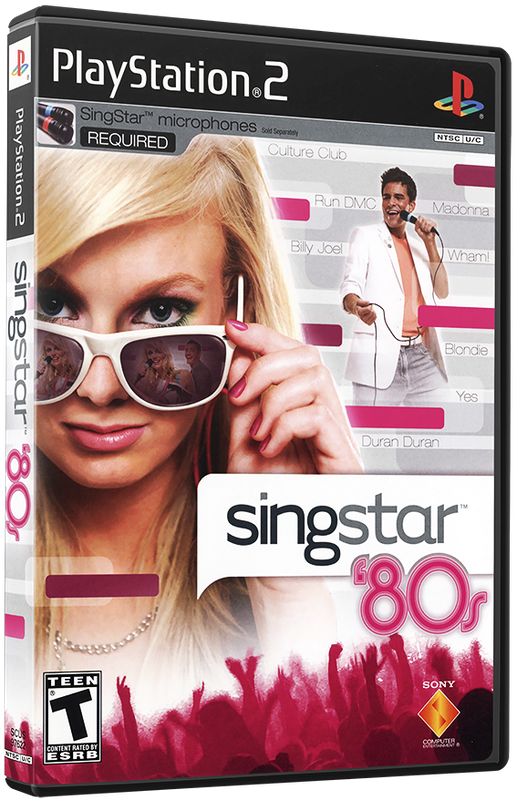 PlayStation®2
NTSC U/C
SingStar™ microphones Sold Separately
REQUIRED
Culture Club
Run DMC
Madonna
Billy Joel
Wham!
Blondie
Yes
Duran Duran
singstar™
'80s
TEEN
T
CONTENT RATED BY
ESRB
SONY
COMPUTER
ENTERTAINMENT®
PlayStation®2
singstar™ '80s
NTSC U/C